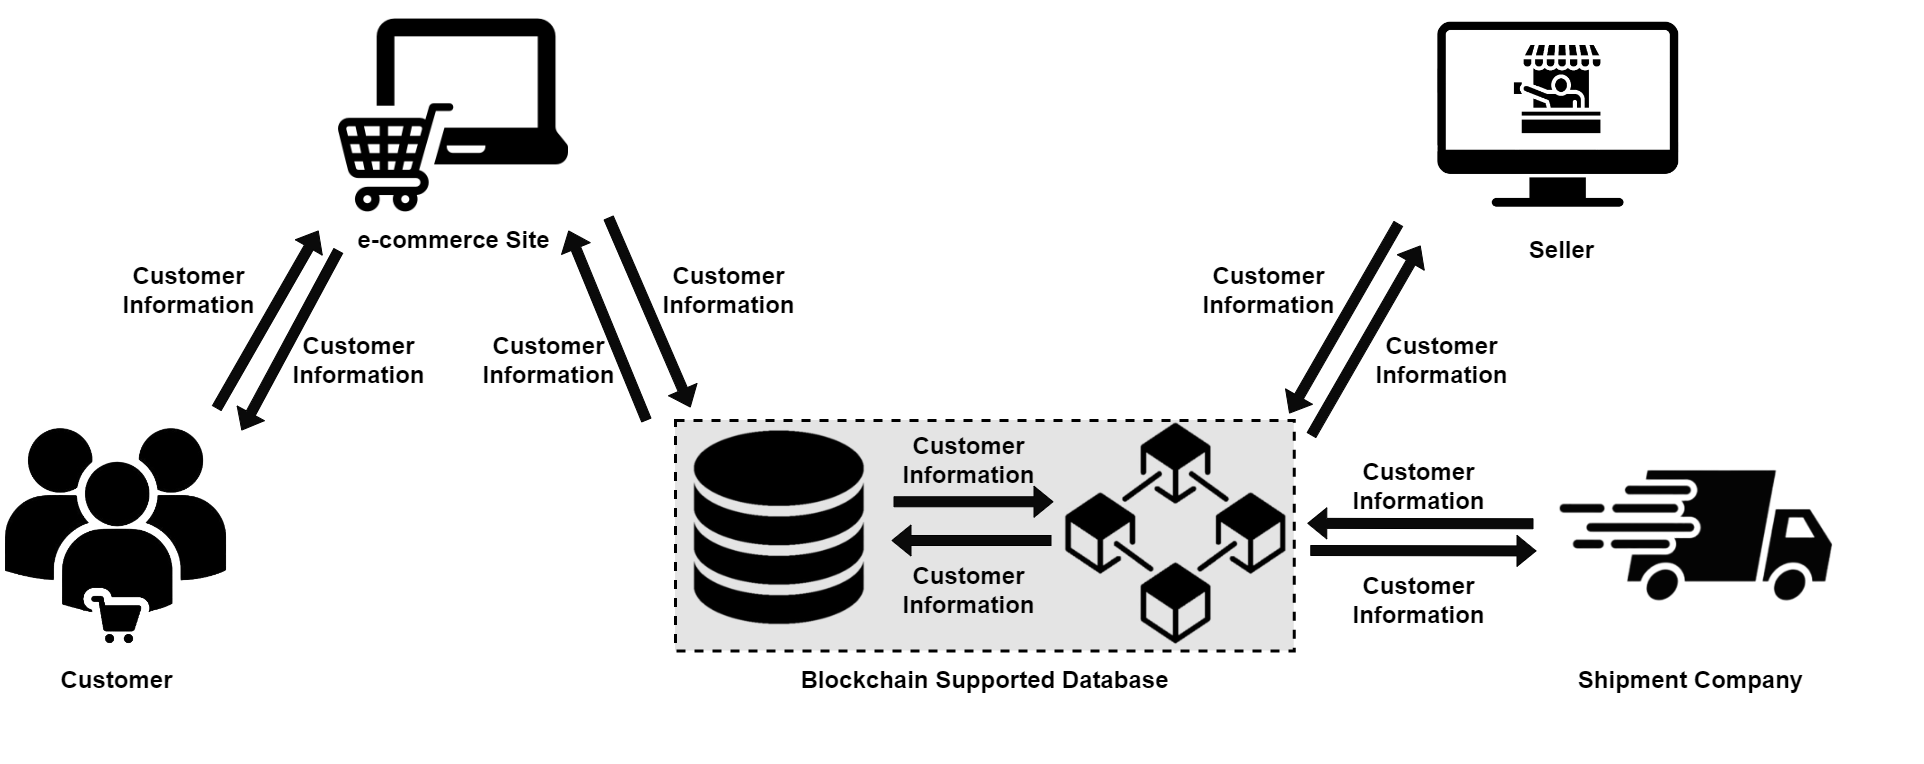 e-commerce Site
Seller
Customer
Information
Customer
Information
Customer
Information
Customer
Information
Customer
Information
Customer
Information
Customer
Information
Customer
Information
Customer
Information
Customer
Information
Customer
Blockchain Supported Database
Shipment Company